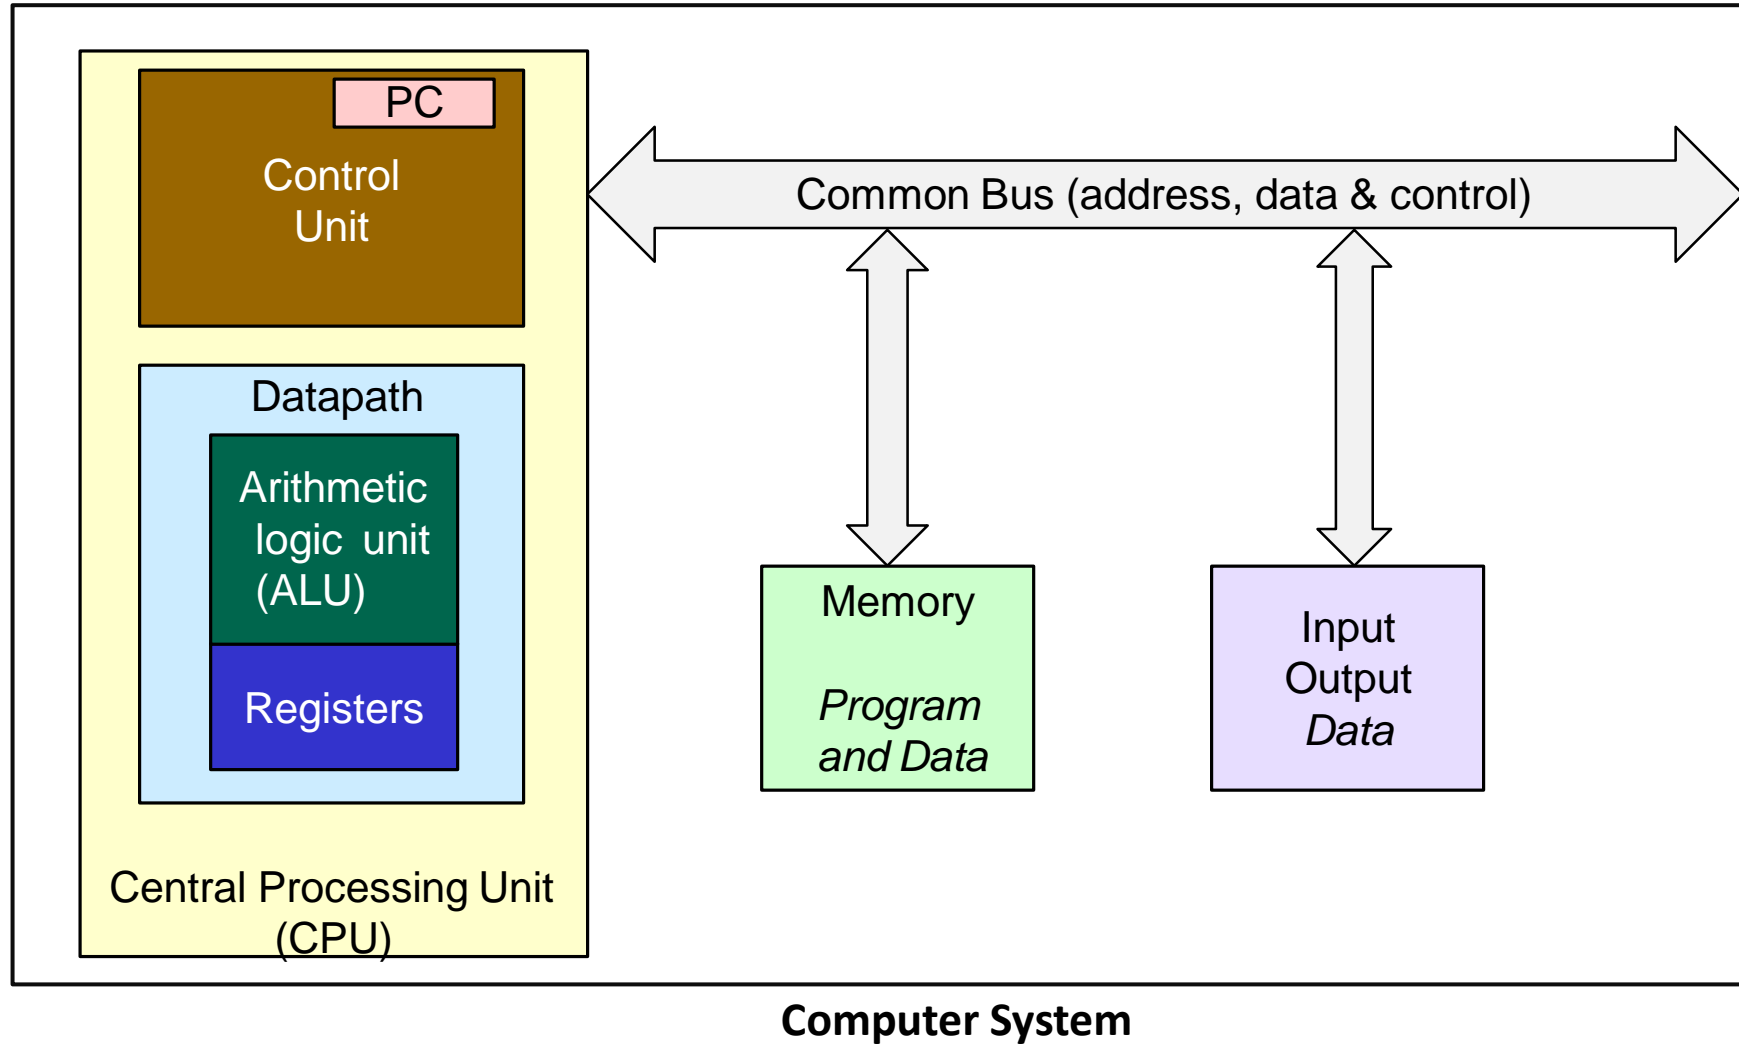 PC
Control
Unit
Common Bus (address, data & control)
Datapath
Arithmetic
logic unit
(ALU)
Registers
Memory
Program
and Data
Input
Output
Data
Central Processing Unit
(CPU)
Computer System